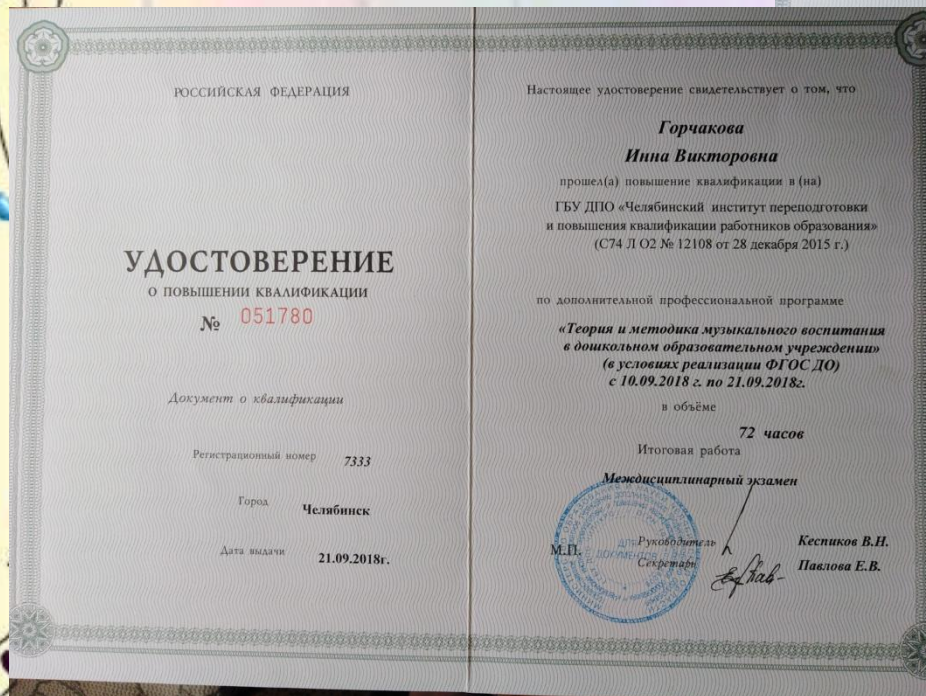 РОССИЙСКАЯ ФЕДЕРАЦИЯ
УДОСТОВЕРЕНИЕ
О ПОВЫШЕНИИ КВАЛИФИКАЦИИ
№ 051780
Документ о квалификации
Регистрационный номер 7333
Город Челябинск
Дата выдачи 21.09.2018г.
Настоящее удостоверение свидетельствует о том, что
Горчакова
Инна Викторовна
прошел(а) повышение квалификации в (на)
ГБУ ДПО «Челябинский институт переподготовки
и повышения квалификации работников образования»
(С74 Л О2 № 12108 от 28 декабря 2015 г.)
по дополнительной профессиональной программе
«Теория и методика музыкального воспитания
в дошкольном образовательном учреждении»
(в условиях реализации ФГОС ДО)
с 10.09.2018 г. по 21.09.2018г.
в объёме
72 часов
Итоговая работа
Междисциплинарный экзамен
М.П. Руководитель Кеспиков В.Н.
Секретарь Павлова Е.В.
ДЛЯ
ДОКУМЕНТОВ